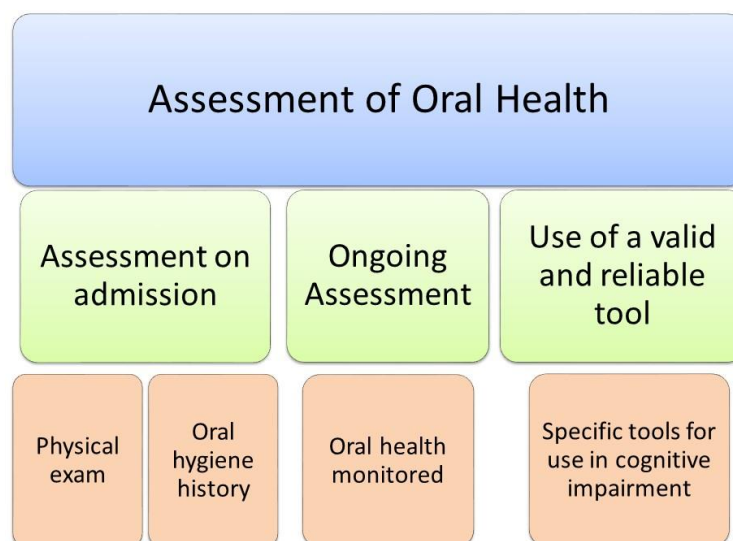 Assessment of Oral Health
Assessment on
admission
Ongoing
Assessment
Use of a valid
and reliable
tool
Physical
exam
Oral
hygiene
history
Oral health
monitored
Specific tools for
use in cognitive
impairment